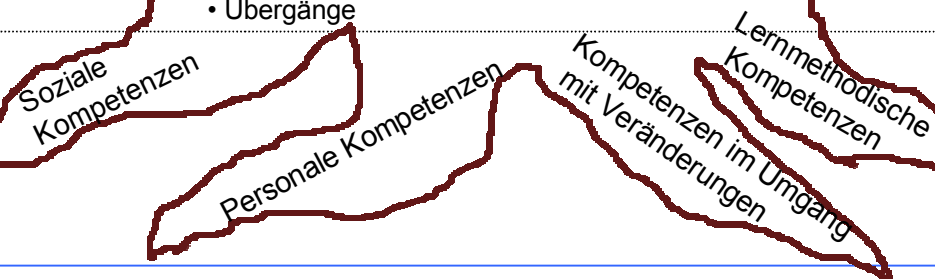 • Übergänge
Soziale
Kompetenzen
Personale Kompetenzen
Kompetenzen im Umgang
mit Veränderungen
Lernmethodische
Kompetenzen